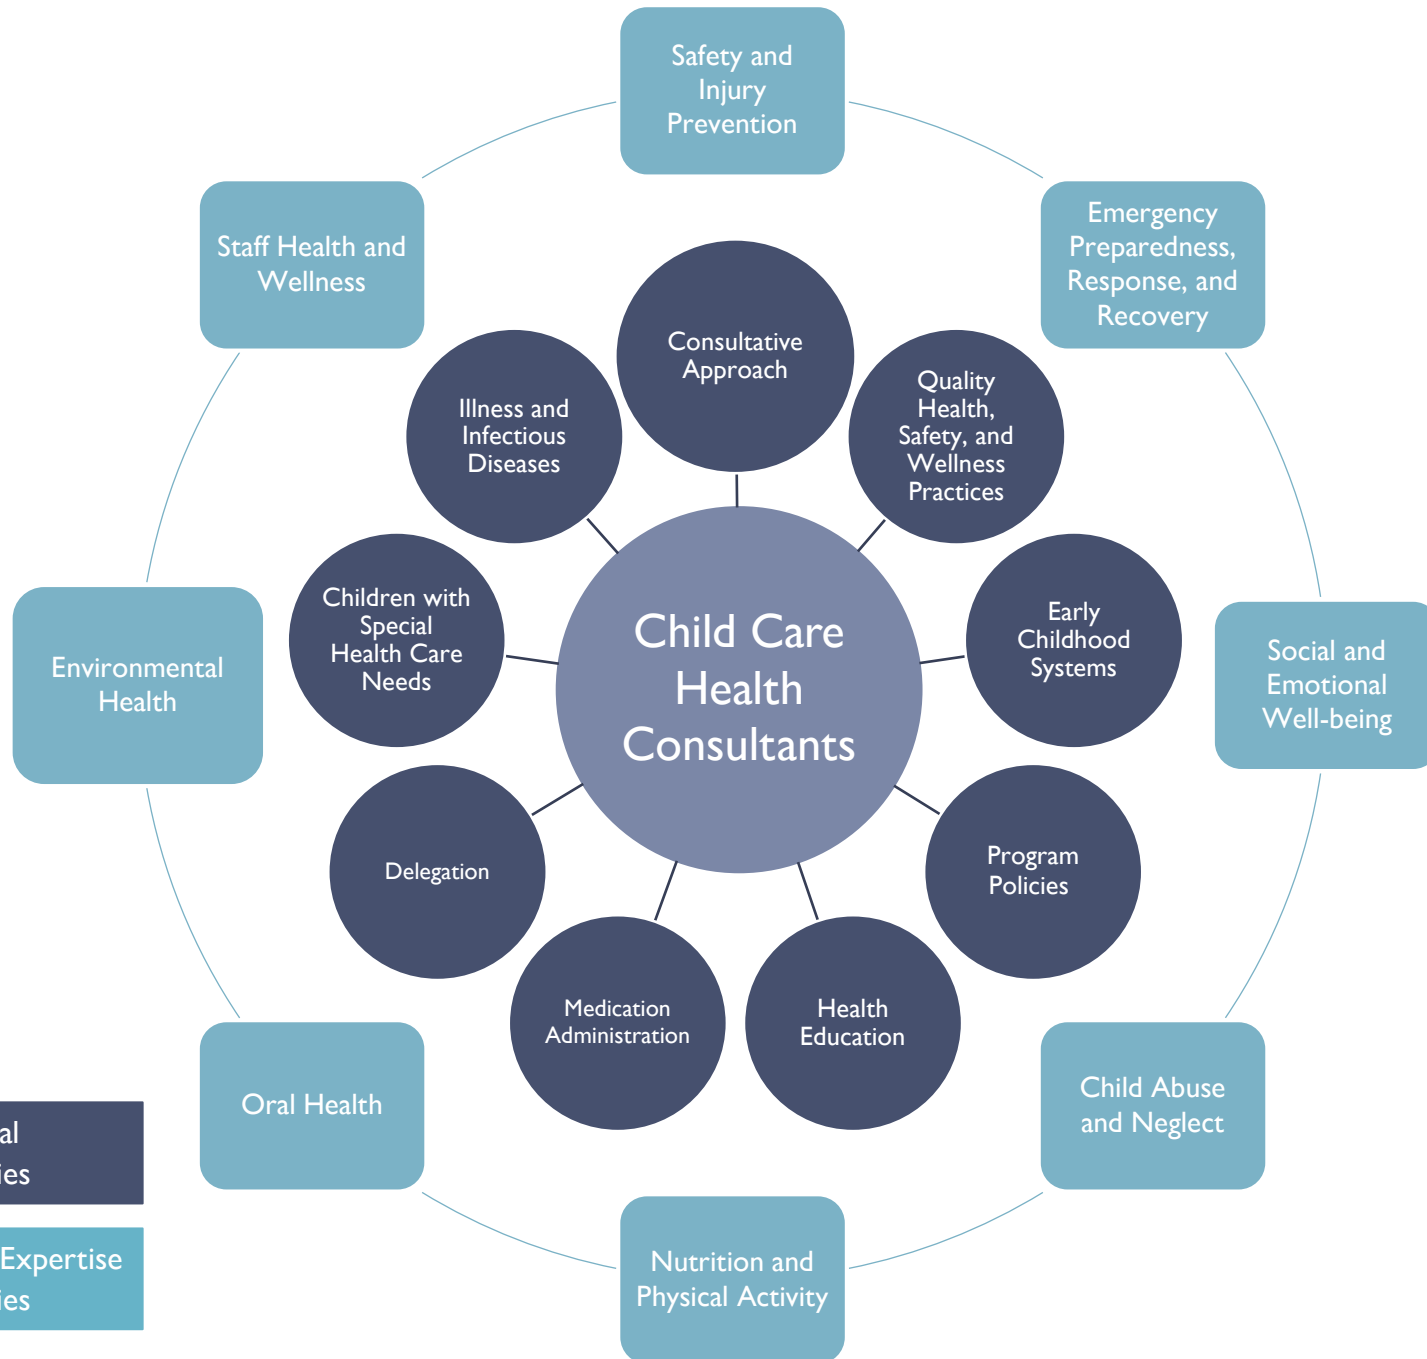 Safety and
Injury
Prevention
Emergency
Preparedness,
Response, and
Recovery
Staff Health and
Wellness
Consultative
Approach
Quality
Health,
Safety, and
Wellness
Practices
Illness and
Infectious
Diseases
Children with
Special
Health Care
Needs
Early
Childhood
Systems
Child Care
Health
Consultants
Environmental
Health
Social and
Emotional
Well-being
Delegation
Program
Policies
Medication
Administration
Health
Education
Oral Health
Child Abuse
and Neglect
Nutrition and
Physical Activity
al
ies
Expertise
ies